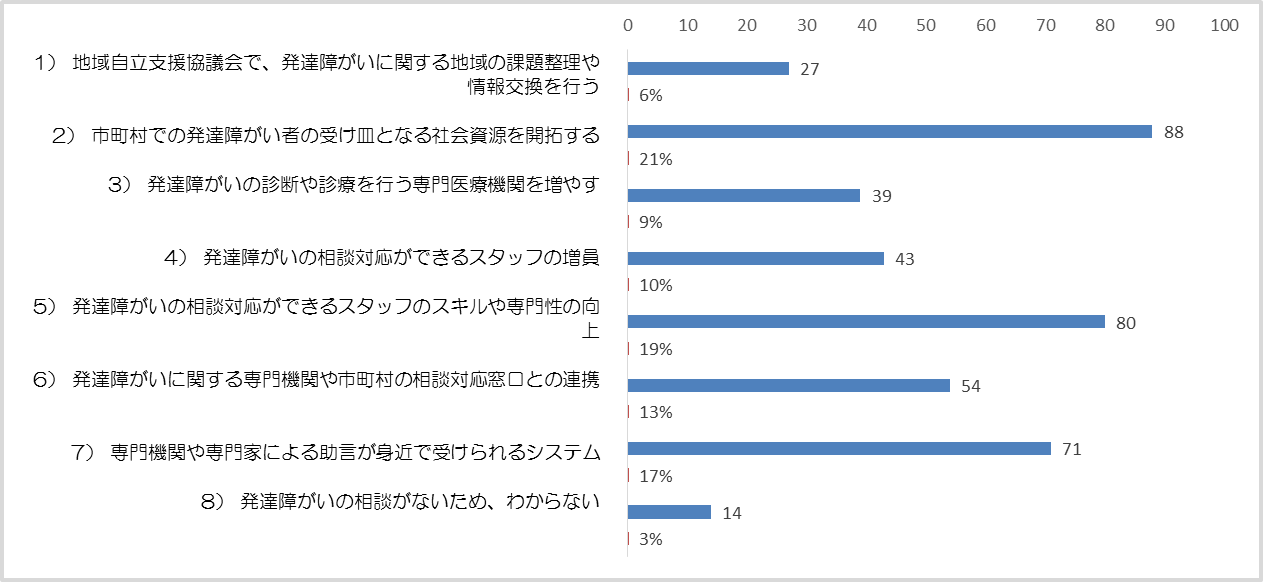 0 10 20 30 40 50 60 70 80 90 100
1） 地域自立支援協議会で、発達障がいに関する地域の課題整理や
情報交換を行う
27
6%
2） 市町村での発達障がい者の受け皿となる社会資源を開拓する
88
21%
3） 発達障がいの診断や診療を行う専門医療機関を増やす
39
9%
4） 発達障がいの相談対応ができるスタッフの増員
43
10%
5） 発達障がいの相談対応ができるスタッフのスキルや専門性の向
上
80
19%
6） 発達障がいに関する専門機関や市町村の相談対応窓口との連携
54
13%
7） 専門機関や専門家による助言が身近で受けられるシステム
71
17%
8） 発達障がいの相談がないため、わからない
14
3%